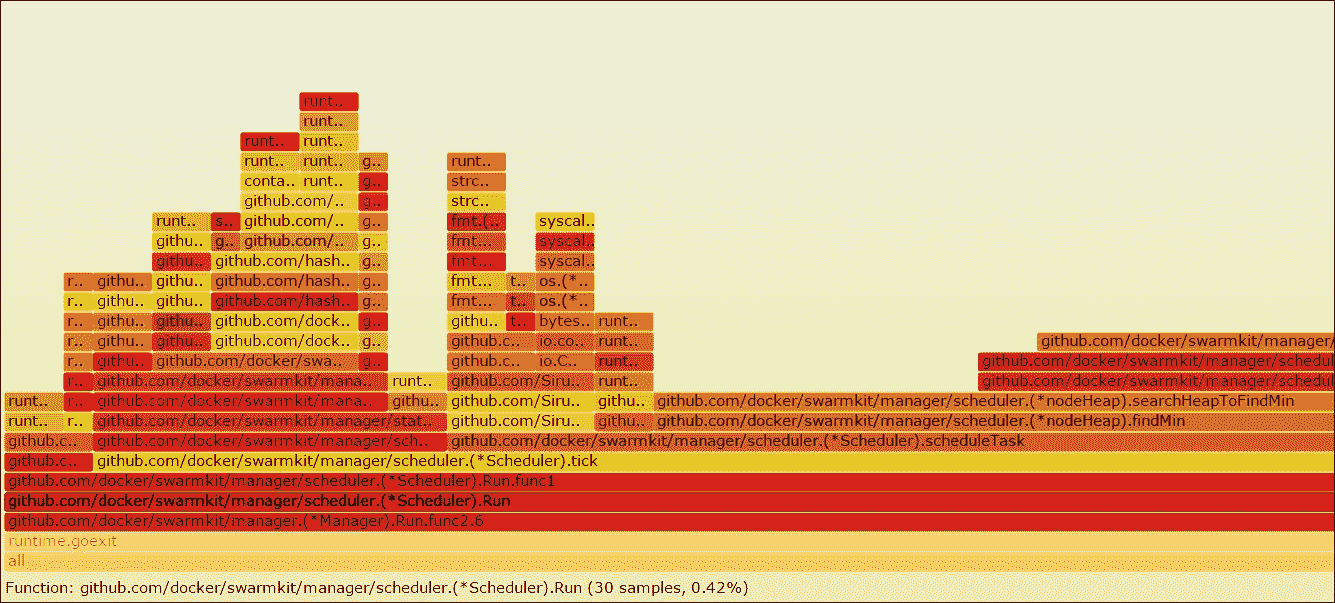 runt..
runt..
runt.. runt..
runt.. runt.. g.. runt..
conta.. runt.. g.. strc..
github.com/.. g.. strc..
runt.. s.. github.com/.. g.. fmt.(.. syscal..
githu.. g.. github.com/.. g.. fmt... syscal..
githu.. github.com/hash.. g.. fmt... syscal..
r.. githu.. githu.. github.com/hash.. g.. fmt... t.. os.(*..
r.. githu.. githu.. github.com/hash.. g.. fmt... t.. os.(*..
r.. githu.. githu.. github.com/dock.. g.. githu.. t.. bytes.. runt..
r.. githu.. githu.. github.com/dock.. g.. github.c.. io.co.. runt.. github.com/docker/swarmkit/manager/
r.. githu.. github.com/docker/swa.. g.. github.c.. io.C.. runt.. github.com/docker/swarmkit/manager/schedul
r.. github.com/docker/swarmkit/mana.. runt.. github.com/Siru.. runt.. github.com/docker/swarmkit/manager/schedul
runt.. r.. github.com/docker/swarmkit/mana.. githu.. github.com/Siru.. githu.. github.com/docker/swarmkit/manager/scheduler.(*nodeHeap).searchHeapToFindMin
runt.. r.. github.com/docker/swarmkit/manager/stat.. github.com/Siru.. githu.. github.com/docker/swarmkit/manager/scheduler.(*nodeHeap).findMin
github.c.. github.com/docker/swarmkit/manager/sch.. github.com/docker/swarmkit/manager/scheduler.(*Scheduler).scheduleTask
github.c.. github.com/docker/swarmkit/manager/scheduler.(*Scheduler).tick
github.com/docker/swarmkit/manager/scheduler.(*Scheduler).Run.func1
github.com/docker/swarmkit/manager/scheduler.(*Scheduler).Run
github.com/docker/swarmkit/manager.(*Manager).Run.func2.6
runtime.goexit
all
Function: github.com/docker/swarmkit/manager/scheduler.(*Scheduler).Run (30 samples, 0.42%)